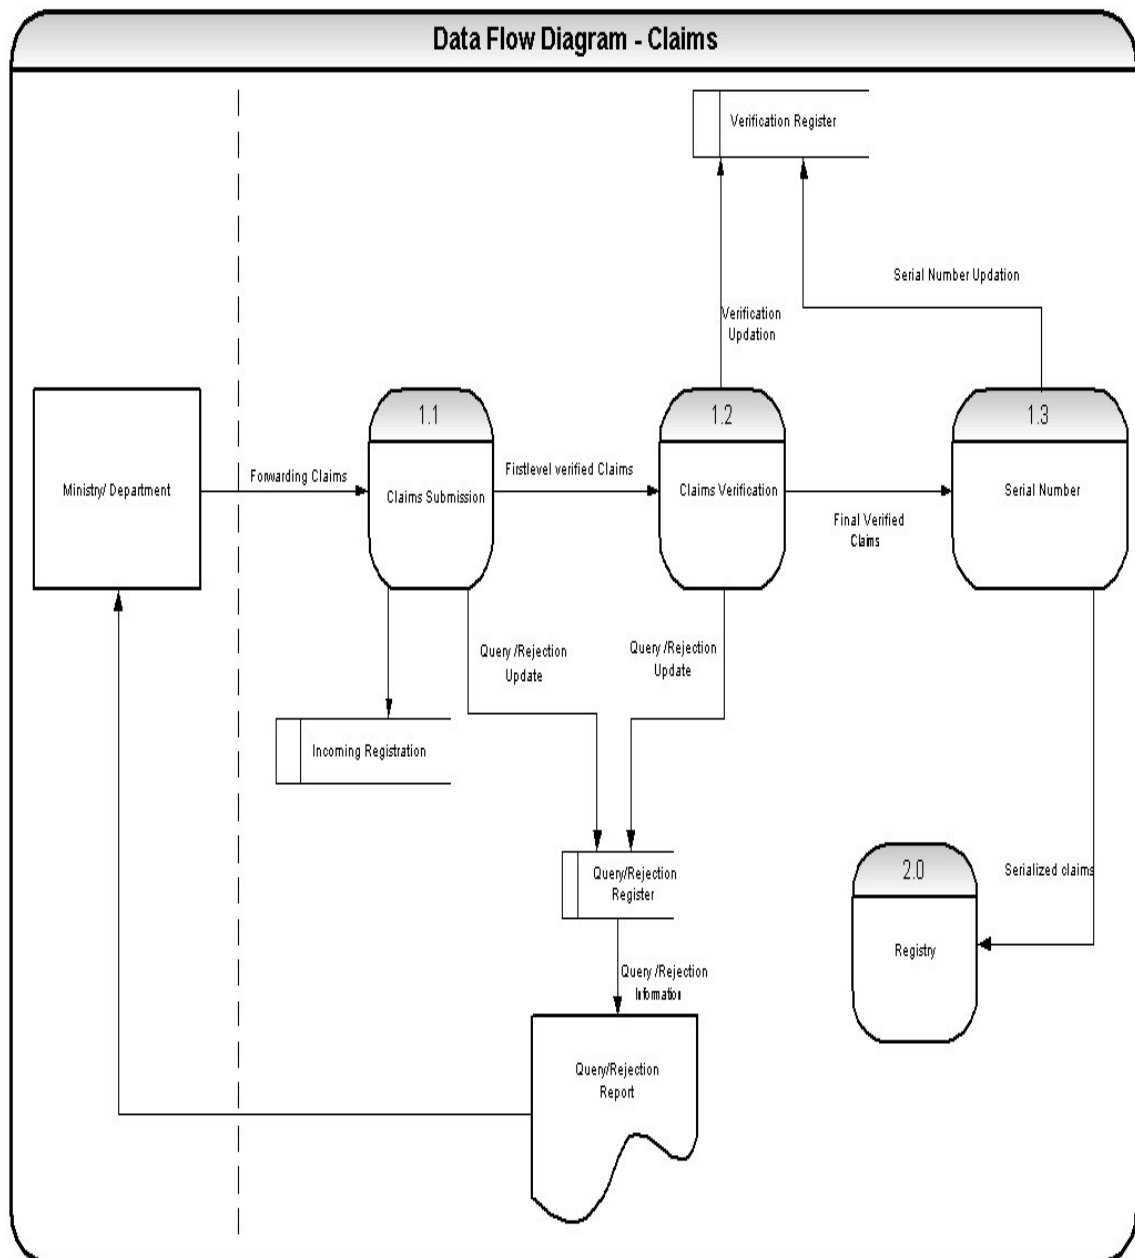 Data Flow Diagram - Claims
Verification Register
Serial Number Updation
Verification
Updation
1.1
1.2
1.3
Ministry/ Department
Forwarding Claims
Claims Submission
Firstlevel verified Claims
Claims Verification
Final Verified
Claims
Serial Number
Query /Rejection
Update
Query /Rejection
Update
Incoming Registration
Query/Rejection
Register
2.0
Serialized claims
Registry
Query /Rejection
Information
Query/Rejection
Report